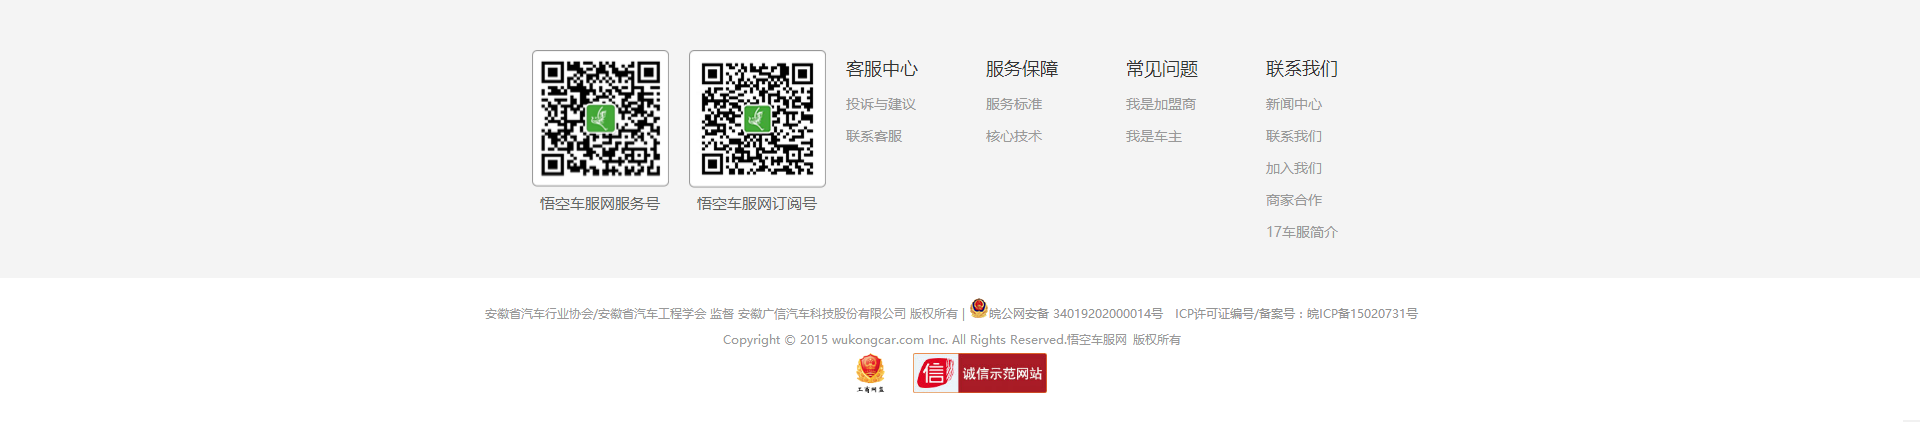 悟空车服网服务号
悟空车服网订阅号
客服中心
投诉与建议
联系客服
服务保障
服务标准
核心技术
常见问题
我是加盟商
我是车主
联系我们
新闻中心
联系我们
加入我们
商家合作
17车服简介
安徽省汽车行业协会/安徽省汽车工程学会 监督 安徽广信汽车科技股份有限公司 版权所有 | 皖公网安备 34019202000014号 ICP许可证编号/备案号：皖ICP备15020731号
Copyright © 2015 wukongcar.com Inc. All Rights Reserved.悟空车服网 版权所有
工商网监
信 诚信示范网站